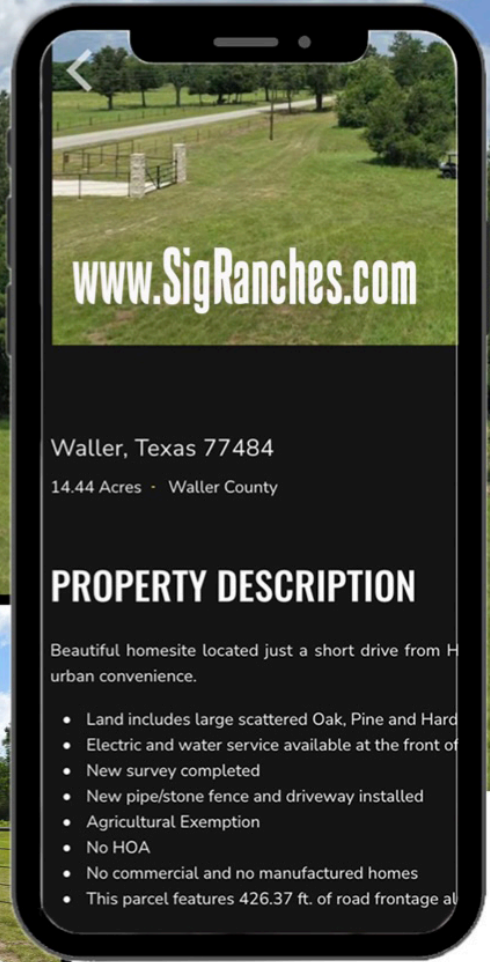 www.SigRanches.com
Waller, Texas 77484
14.44 Acres · Waller County
PROPERTY DESCRIPTION
Beautiful homesite located just a short drive from H
urban convenience.
• Land includes large scattered Oak, Pine and Hard
• Electric and water service available at the front of
• New survey completed
• New pipe/stone fence and driveway installed
• Agricultural Exemption
• No HOA
• No commercial and no manufactured homes
• This parcel features 426.37 ft. of road frontage al